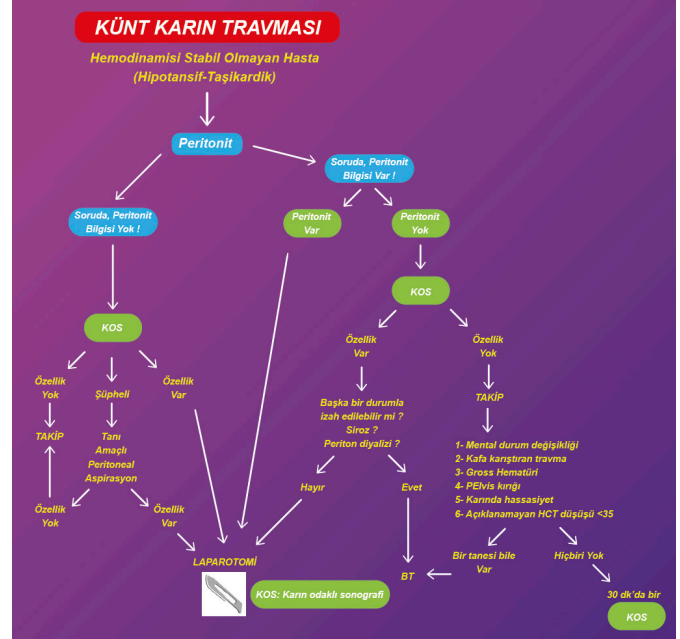 KÜNT KARIN TRAVMASI
Hemodinamisi Stabil Olmayan Hasta
(Hipotansif-Taşikardik)
Peritonit
Soruda, Peritonit
Bilgisi Var !
Soruda, Peritonit
Bilgisi Yok !
Peritonit
Var
Peritonit
Yok
KOS
KOS
Özellik
Var
Özellik
Yok
Özellik
Yok
Şüpheli
Özellik
Var
TAKİP
Başka bir durumla
izah edilebilir mi ?
Siroz ?
Periton diyalizi ?
TAKİP
Tanı
Amaçlı
Peritoneal
Aspirasyon
1- Mental durum değişikliği
2- Kafa karıştıran travma
3- Gross Hematüri
4- PElvis kırığı
5- Karında hassasiyet
6- Açıklanamayan HCT düşüşü <35
Hayır
Evet
Özellik
Yok
Özellik
Var
LAPAROTOMİ
BT
Bir tanesi bile
Var
Hiçbiri Yok
KOS: Karın odaklı sonografi
30 dk'da bir
KOS